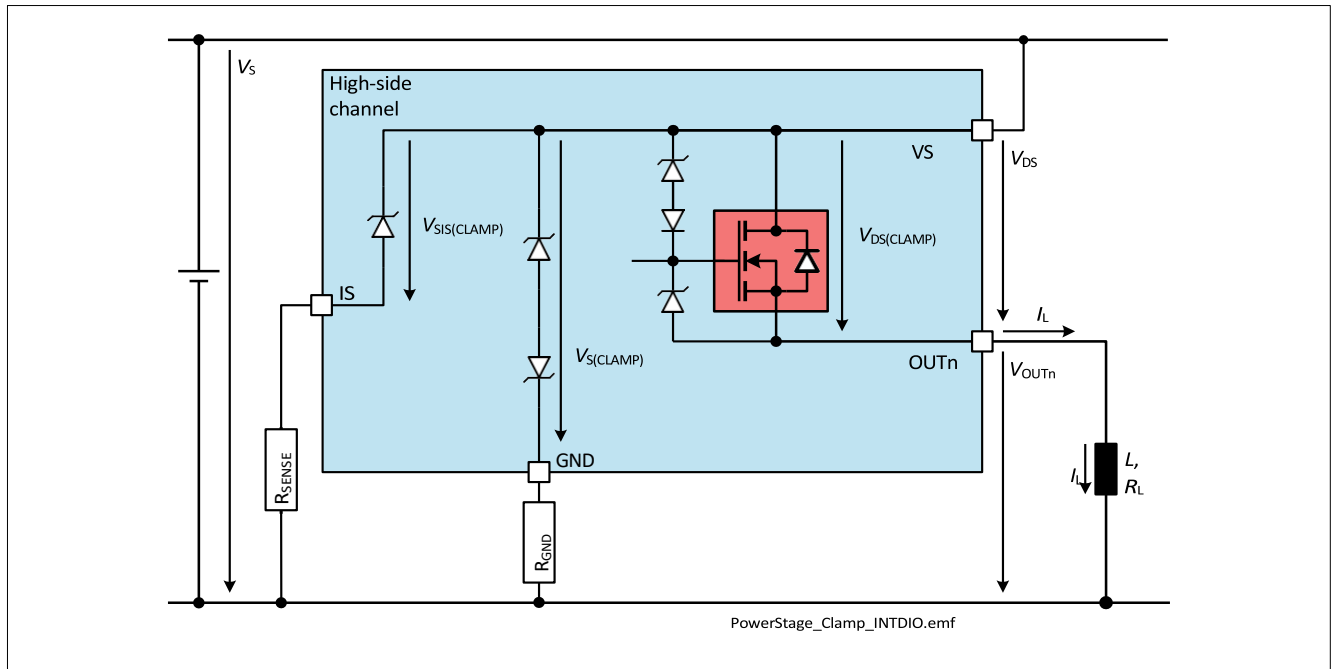 VS
High-side
channel
VS
VDS
VSIS(CLAMP)
VDS(CLAMP)
IS
IL
VS(CLAMP)
OUTn
VOUTn
GND
RSENSE
IL
L,
RL
RGND
PowerStage_Clamp_INTDIO.emf